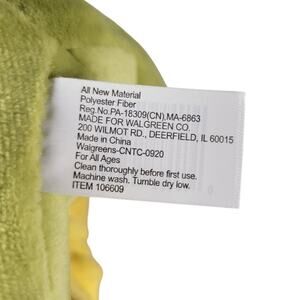 All New Material
Polyester Fiber
Reg.No.PA-18309(CN),MA-6863
MADE FOR WALGREEN CO.
200 WILMOT RD., DEERFIELD, IL 60015
Made in China
Walgreens-CNTC-0920
For All Ages
Clean thoroughly before first use.
Machine wash. Tumble dry low.
ITEM 106609